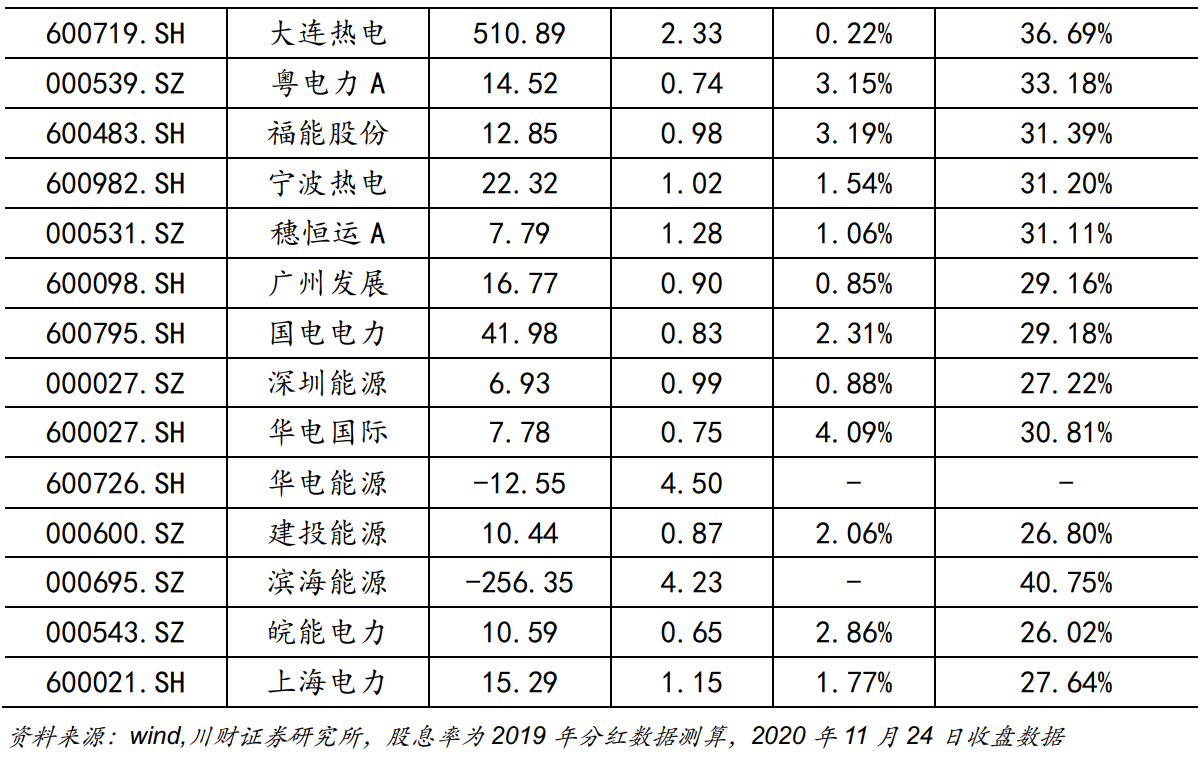 600719.SH 大连热电 510.89 2.33 0.22% 36.69%
000539.SZ 粤电力 A 14.52 0.74 3.15% 33.18%
600483.SH 福能股份 12.85 0.98 3.19% 31.39%
600982.SH 宁波热电 22.32 1.02 1.54% 31.20%
000531.SZ 穗恒运 A 7.79 1.28 1.06% 31.11%
600098.SH 广州发展 16.77 0.90 0.85% 29.16%
600795.SH 国电电力 41.98 0.83 2.31% 29.18%
000027.SZ 深圳能源 6.93 0.99 0.88% 27.22%
600027.SH 华电国际 7.78 0.75 4.09% 30.81%
600726.SH 华电能源 -12.55 4.50 - -
000600.SZ 建投能源 10.44 0.87 2.06% 26.80%
000695.SZ 滨海能源 -256.35 4.23 - 40.75%
000543.SZ 皖能电力 10.59 0.65 2.86% 26.02%
600021.SH 上海电力 15.29 1.15 1.77% 27.64%
资料来源：wind,川财证券研究所，股息率为 2019 年分红数据测算，2020 年 11 月 24 日收盘数据